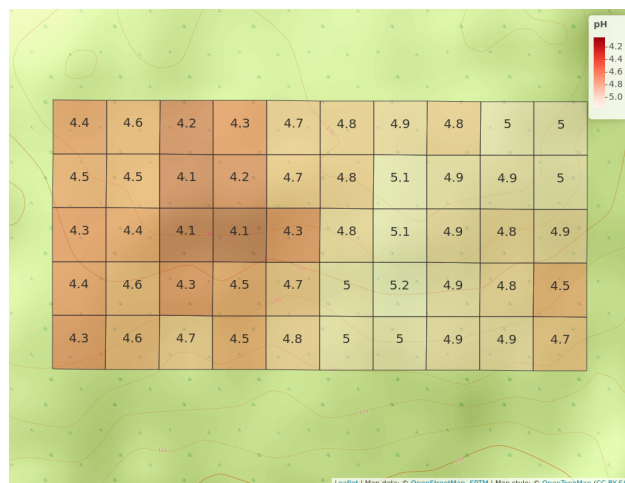 pH
4.2
4.4
4.6
4.8
5.0
4.4 4.6 4.2 4.3 4.7 4.8 4.9 4.8 5 5
4.5 4.5 4.1 4.2 4.7 4.8 5.1 4.9 4.9 5
4.3 4.4 4.1 4.1 4.3 4.8 5.1 4.9 4.8 4.9
4.4 4.6 4.3 4.5 4.7 5 5.2 4.9 4.8 4.5
4.3 4.6 4.7 4.5 4.8 5 5 4.9 4.9 4.7
Leaflet | Map data: © OpenStreetMap, SRTM | Map style: © OpenTopoMap (CC-BY-S